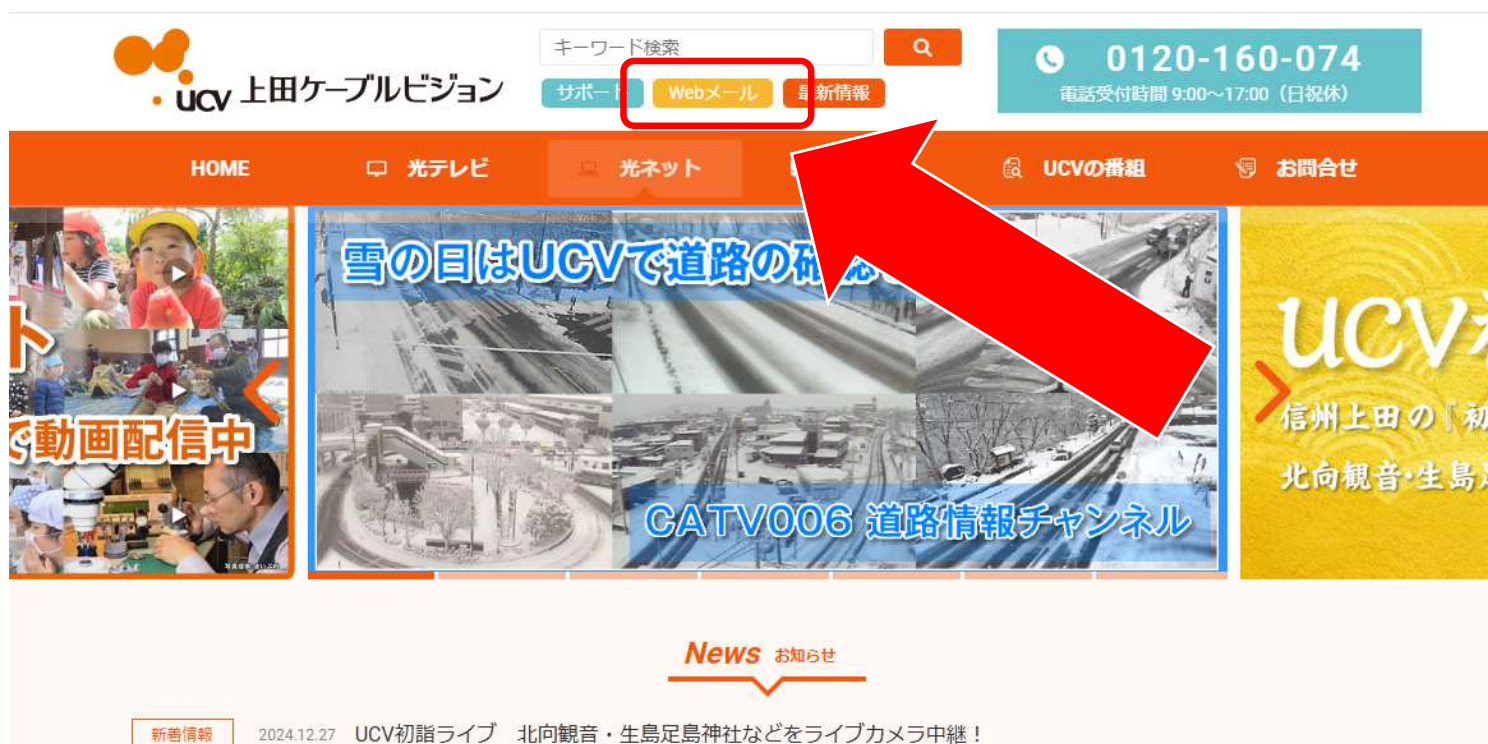 ucv 上田ケーブルビジョン
キーワード検索
サポート Webメール 最新情報
0120-160-074
電話受付時間 9:00～17:00（日祝休）
HOME 光テレビ 光ネット UCVの番組 お問合せ
ト
で動画配信中
雪の日はUCVで道路の確認
CATV006 道路情報チャンネル
UCV
信州上田の『初
北向観音・生島足
News お知らせ
新着情報 2024.12.27 UCV初詣ライブ 北向観音・生島足島神社などをライブカメラ中継！